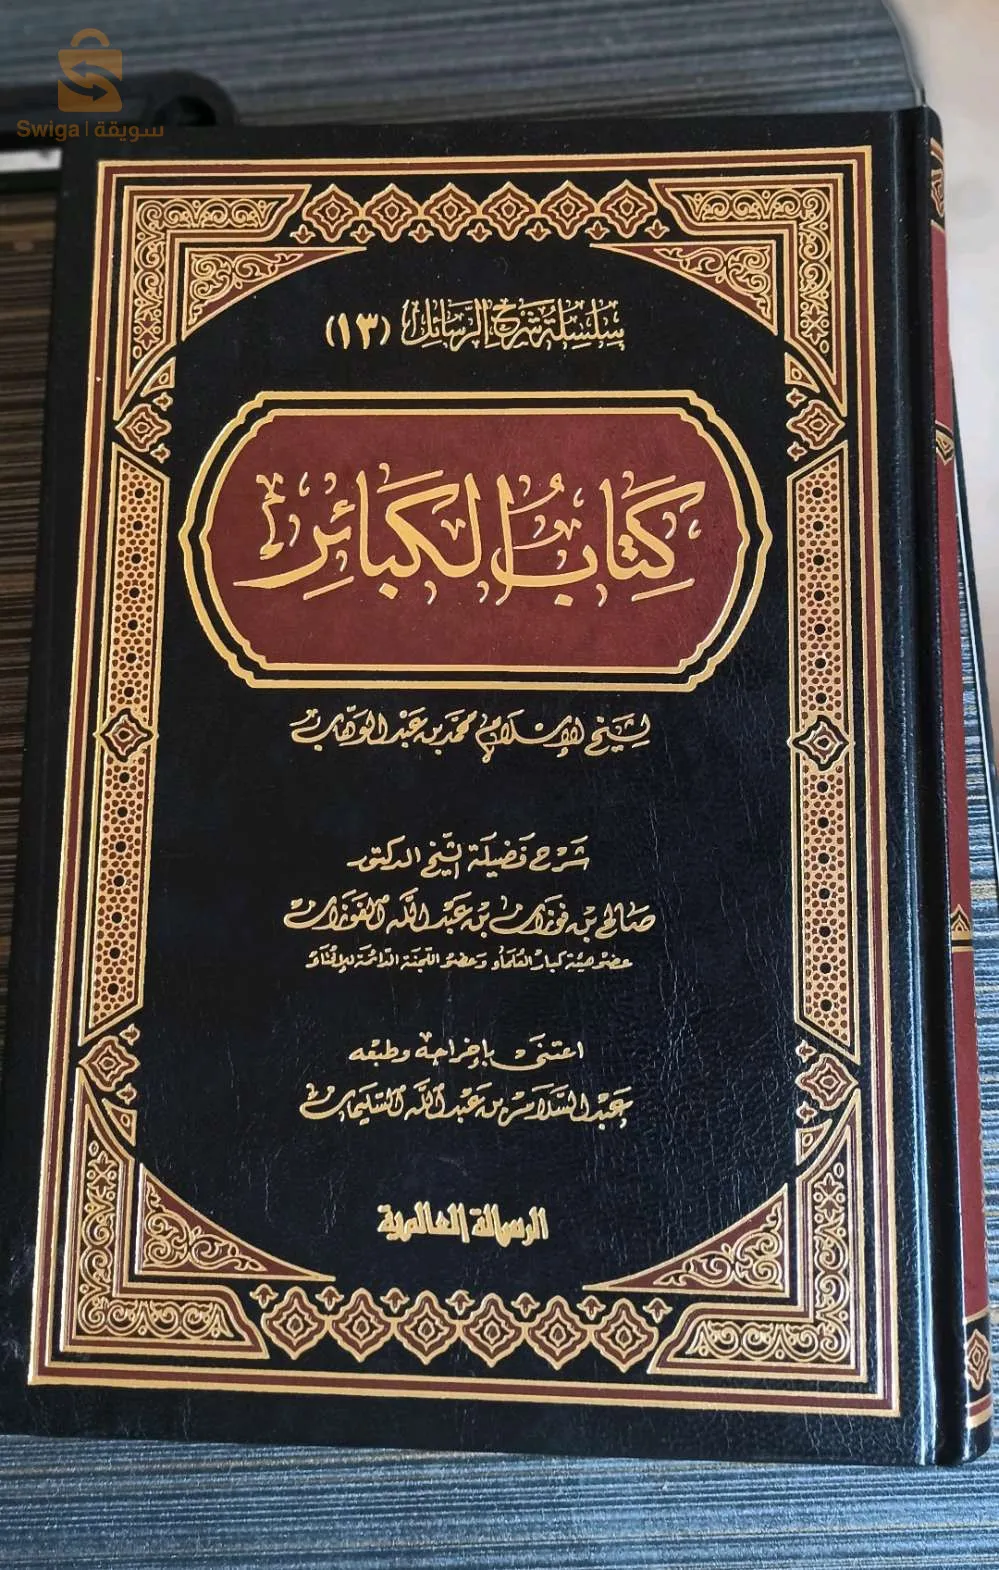 Swiga | سويقة
سلسلة شرح الرسائل (١٣)
كتاب الكبائر
لشيخ الإسلام محمد بن عبد الوهاب
شرح فضيلة الشيخ الدكتور
صالح بن فوزان بن عبد الله الفوزان
عضو هيئة كبار العلماء وعضو اللجنة الدائمة للإفتاء
اعتنى بإخراجه وطبعه
عبد السلام بن عبد الله السليمان
الرسالة العالمية